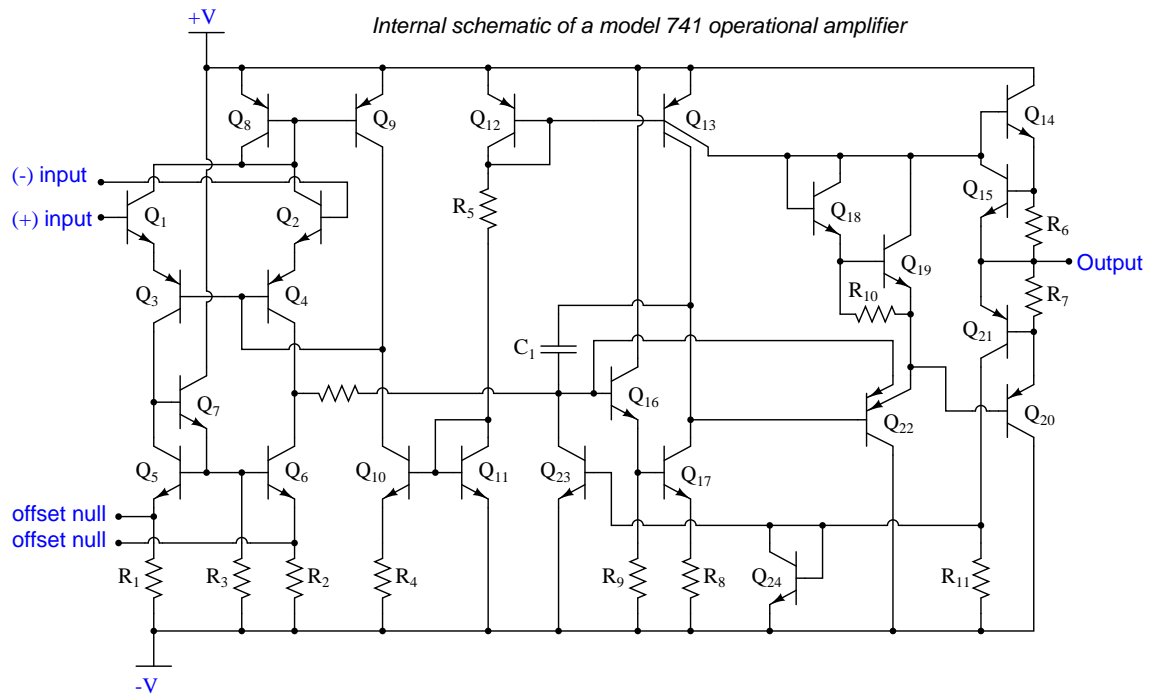 Internal schematic of a model 741 operational amplifier
+V
Q8
Q9
Q12
Q13
Q14
(-) input
(+) input
Q1
Q2
R5
Q18
Q15
R6
Output
Q3
Q4
Q19
R10
R7
Q21
C1
Q7
Q16
Q22
Q20
Q5
Q6
Q10
Q11
Q23
Q17
offset null
offset null
R1
R3
R2
R4
R9
R8
Q24
R11
-V